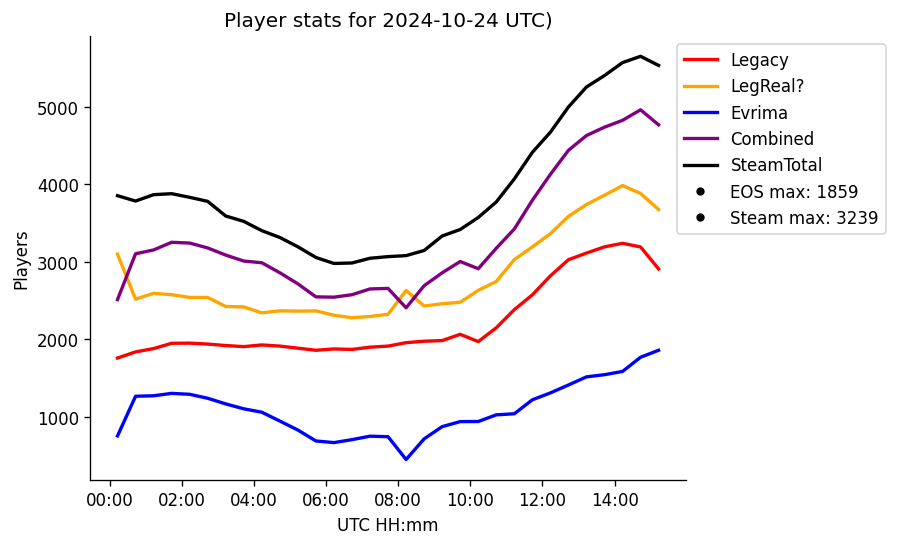 Player stats for 2024-10-24 UTC)
Legacy
LegReal?
Evrima
Combined
SteamTotal
EOS max: 1859
Steam max: 3239
Players
5000
4000
3000
2000
1000
00:00 02:00 04:00 06:00 08:00 10:00 12:00 14:00
UTC HH:mm